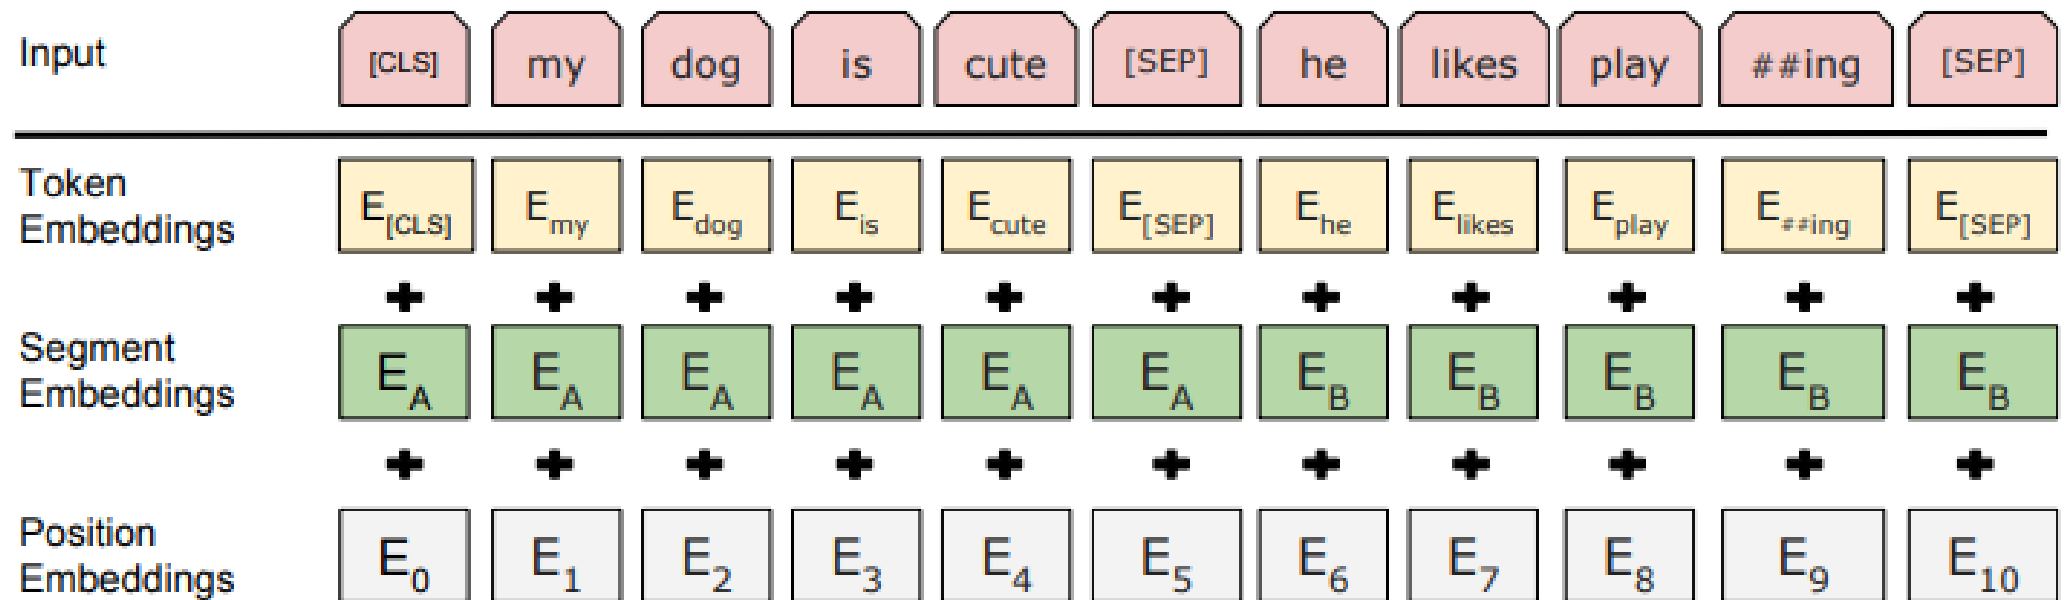 Input [CLS] my dog is cute [SEP] he likes play ##ing [SEP]
Token
Embeddings
E[CLS] Emy Edog Eis Ecute E[SEP] Ehe Elikes Eplay E##ing E[SEP]
+ + + + + + + + + + +
Segment
Embeddings
EA EA EA EA EA EA EB EB EB EB EB
+ + + + + + + + + + +
Position
Embeddings
E0 E1 E2 E3 E4 E5 E6 E7 E8 E9 E10